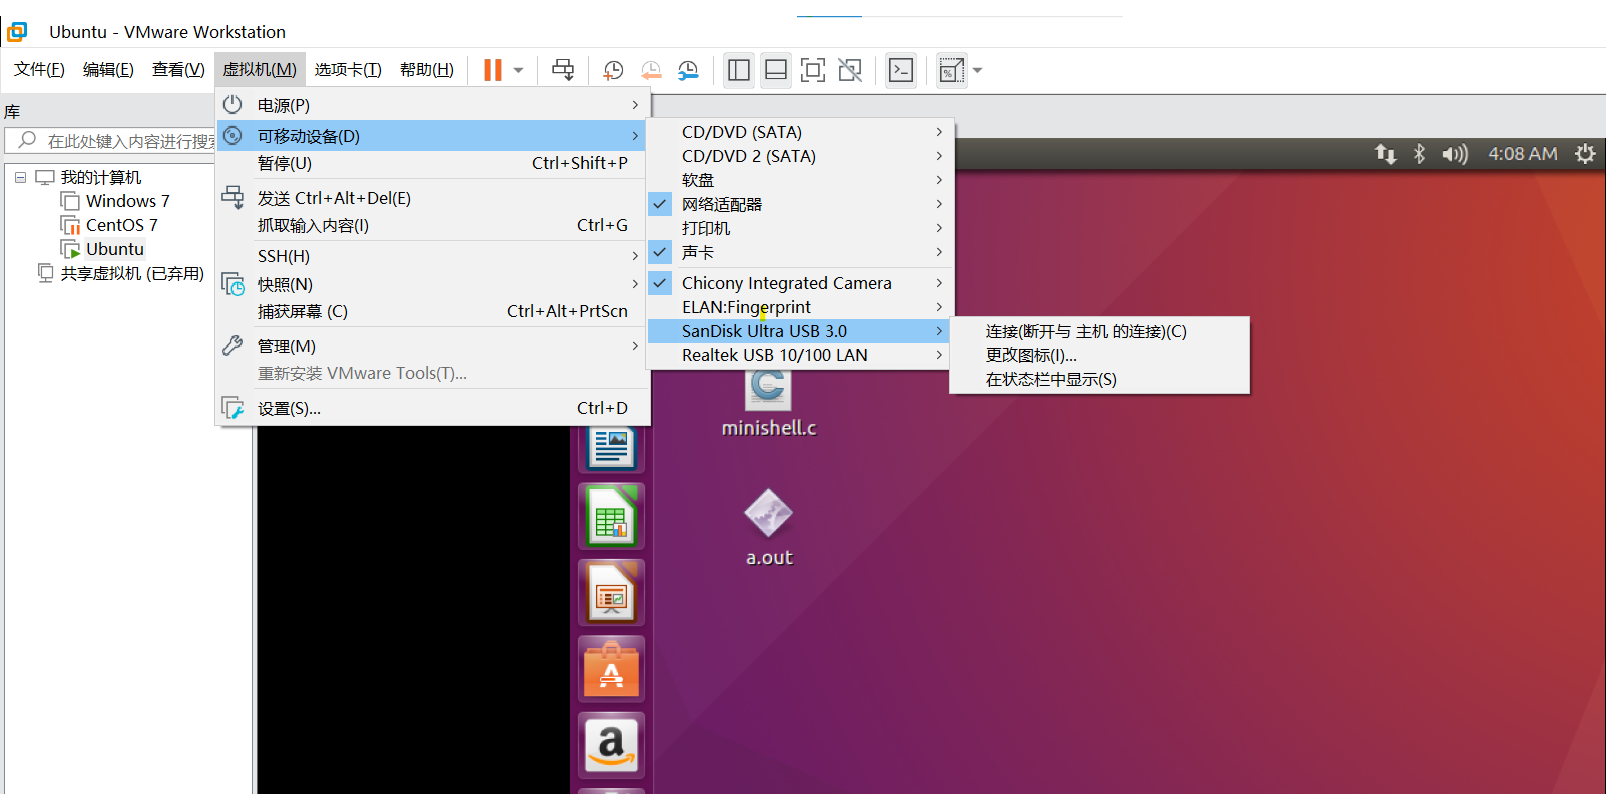 Ubuntu - VMware Workstation
文件(F) 编辑(E) 查看(V) 虚拟机(M) 选项卡(T) 帮助(H)
库
在此处键入内容进行搜索
我的计算机
Windows 7
CentOS 7
Ubuntu
共享虚拟机 (已弃用)
电源(P)
可移动设备(D)
暂停(U) Ctrl+Shift+P
发送 Ctrl+Alt+Del(E)
抓取输入内容(I) Ctrl+G
SSH(H)
快照(N)
捕获屏幕 (C) Ctrl+Alt+PrtScn
管理(M)
重新安装 VMware Tools(T)...
设置(S)... Ctrl+D
CD/DVD (SATA)
CD/DVD 2 (SATA)
软盘
网络适配器
打印机
声卡
Chicony Integrated Camera
ELAN:Fingerprint
SanDisk Ultra USB 3.0
Realtek USB 10/100 LAN
连接(断开与 主机 的连接)(C)
更改图标(I)...
在状态栏中显示(S)
4:08 AM
minishell.c
a.out